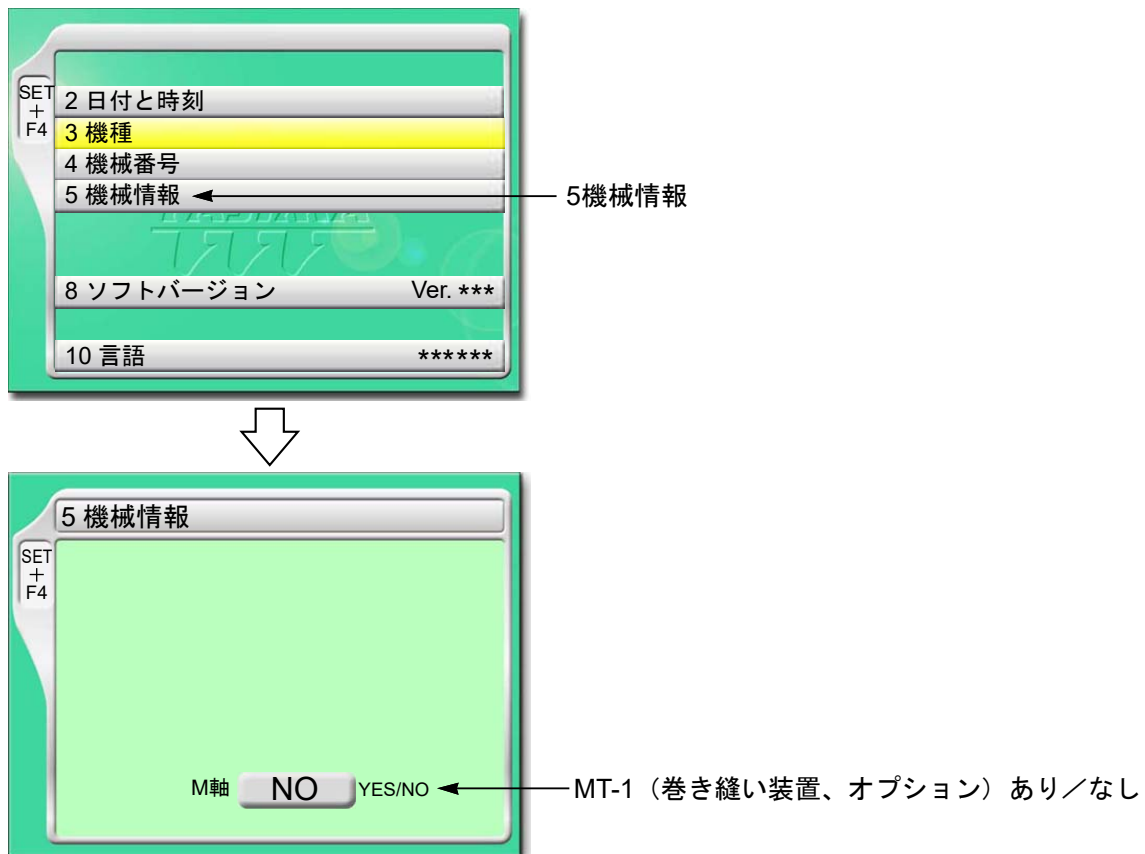 SET
+
F4
2 日付と時刻
3 機種
4 機械番号
5 機械情報
5機械情報
8 ソフトバージョン Ver. ***
10 言語 ******
5 機械情報
SET
+
F4
M軸 NO YES/NO
MT-1（巻き縫い装置、オプション）あり／なし